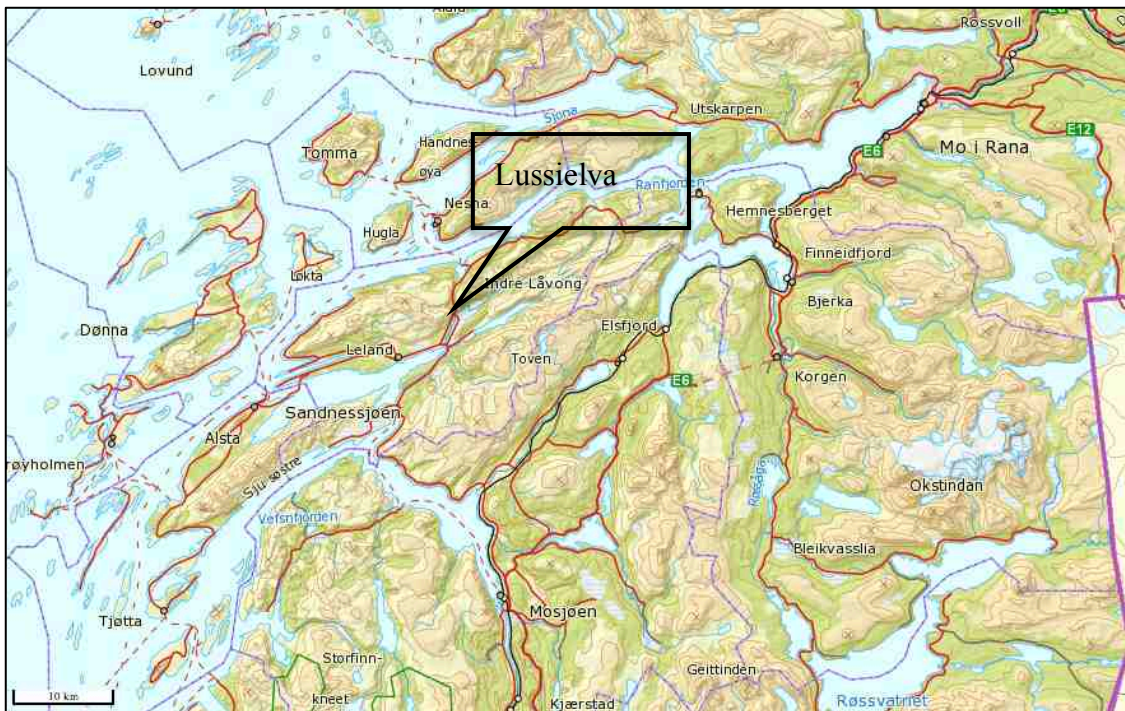 Røssvoll
Lovund
Utskarpen
Sjona
E12
Handnes-
øya
Tomma
E6
Mo i Rana
Lussielva
Ranfjorden
Nesna
Hemnesberget
Hugla
Finneidfjord
Løkta
Indre Låvong
Bjerka
Dønna
Elsfjord
Leland
Toven
E6
Korgen
Sandnessjøen
Alsta
røyholmen
Sju søstre
Røssåga
Okstindan
Vefsnfjorden
Bleikvasslia
Mosjøen
Tjøtta
Storfinn-
kneet
Geittinden
10 km
Kjærstad
Røssvatnet